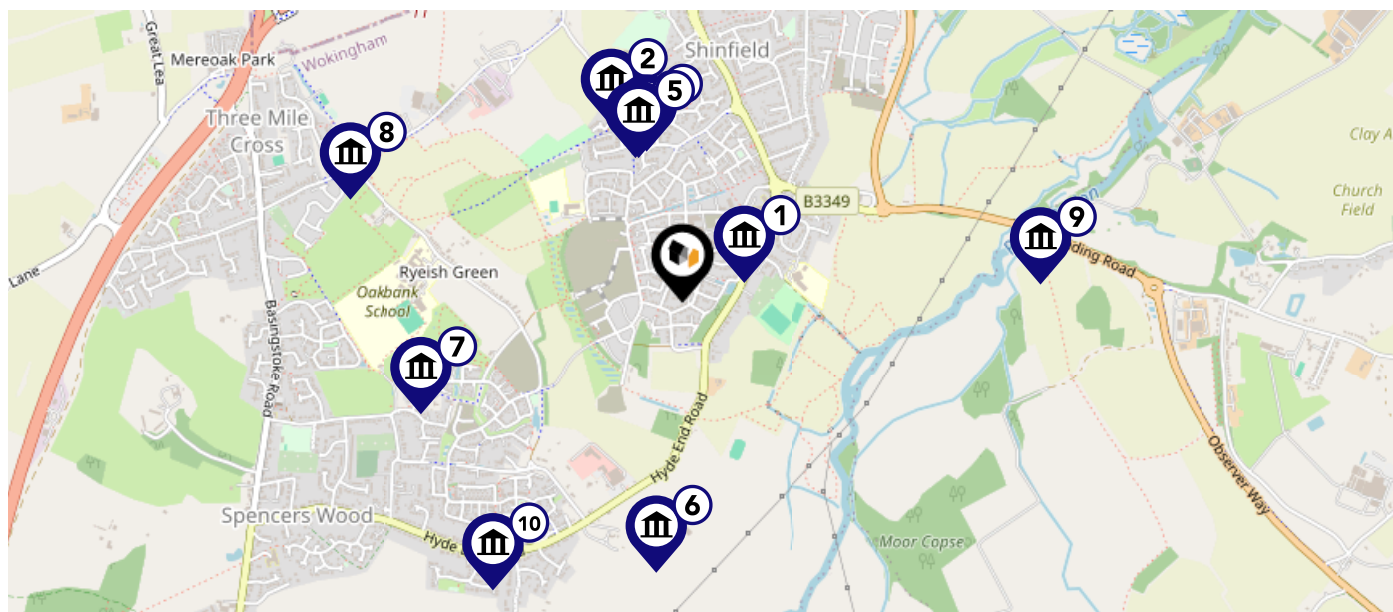 Great Lea
Mereoak Park
Wokingham
Shinfield
2
5
Three Mile
Cross
8
Clay A
Church
Field
B3349
1
9
ding Road
Lane
Ryeish Green
Oakbank
School
Basingstoke Road
7
Hyde End Road
Observer Way
6
Spencers Wood
10
Hyde
Moor Copse